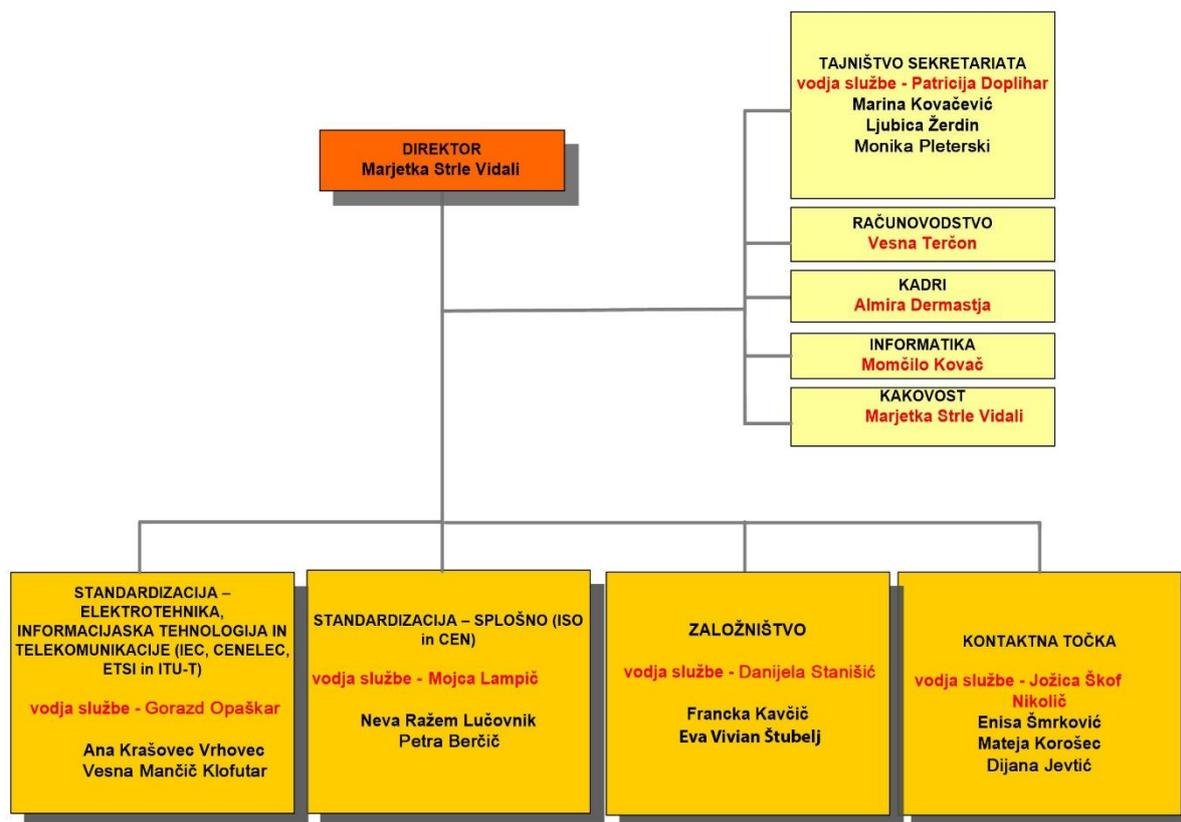 DIREKTOR
Marjetka Strle Vidali
TAJNIŠTVO SEKRETARIATA
vodja službe - Patricija Doplihar
Marina Kovačević
Ljubica Žerdin
Monika Pleterski
RAČUNOVODSTVO
Vesna Terčon
KADRI
Almira Dermastja
INFORMATIKA
Momčilo Kovač
KAKOVOST
Marjetka Strle Vidali
STANDARDIZACIJA –
ELEKTROTEHNIKA,
INFORMACIJASKA TEHNOLOGIJA IN
TELEKOMUNIKACIJE (IEC, CENELEC,
ETSI in ITU-T)
vodja službe - Gorazd Opaškar
Ana Krašovec Vrhovec
Vesna Mančič Klofutar
STANDARDIZACIJA – SPLOŠNO (ISO
in CEN)
vodja službe - Mojca Lampič
Neva Ražem Lučovnik
Petra Berčič
ZALOŽNIŠTVO
vodja službe - Danijela Stanišić
Francka Kavčič
Eva Vivian Štubelj
KONTAKTNA TOČKA
vodja službe - Jožica Škof
Nikolič
Enisa Šmrković
Mateja Korošec
Dijana Jevtić